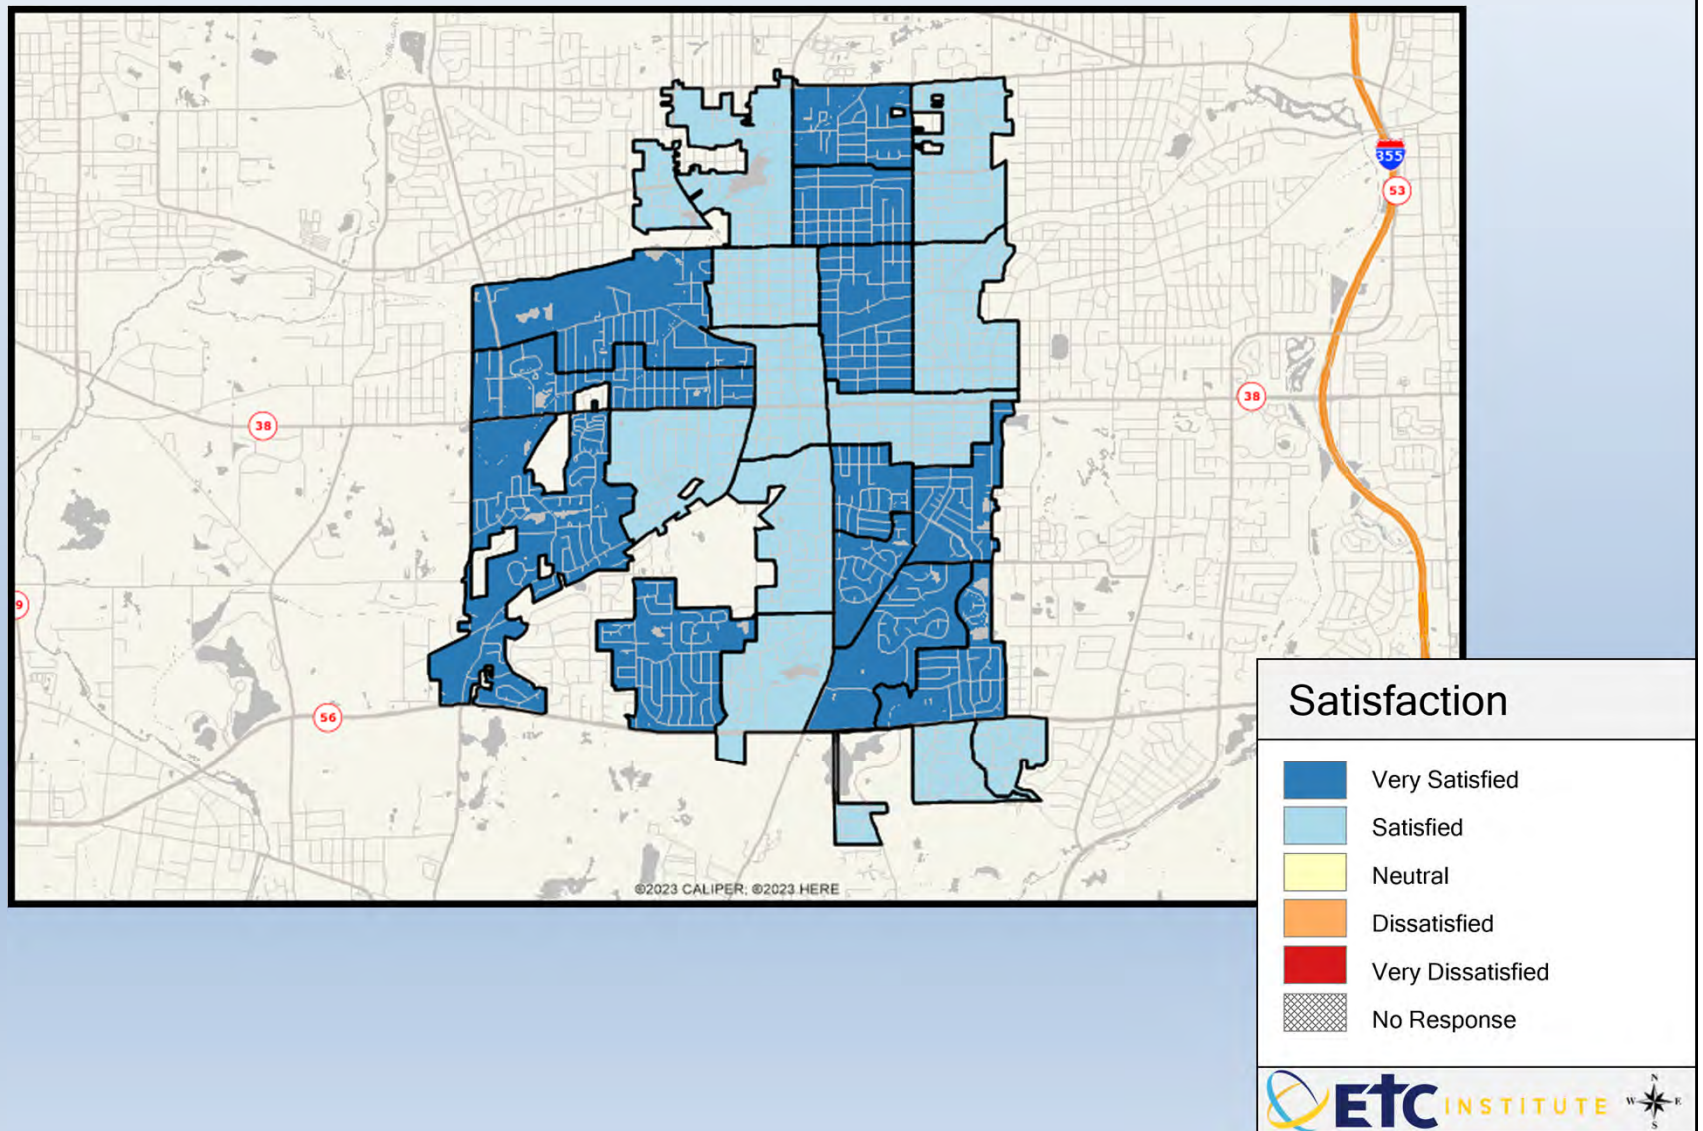 355
53
38
38
9
56
©2023 CALIPER; ©2023 HERE
Satisfaction
Very Satisfied
Satisfied
Neutral
Dissatisfied
Very Dissatisfied
No Response
ETC INSTITUTE
N
W E
S